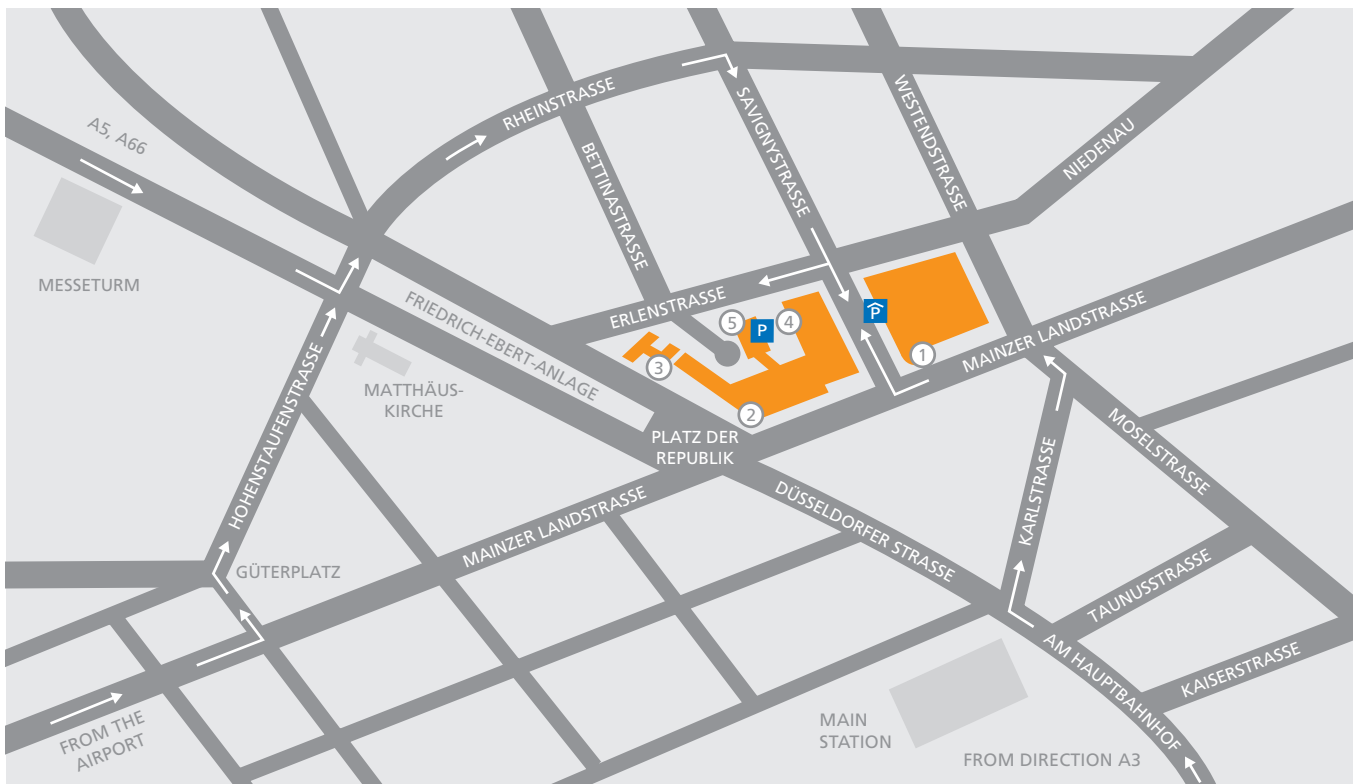 A5, A66
MESSETURM
RHEINSTRASSE
BETTINASTRASSE
SAVIGNYSTRASSE
WESTENDSTRASSE
NIEDENAU
ERLENSTRASSE
FRIEDRICH-EBERT-ANLAGE
HOHENSTAUFENSTRASSE
MATTHÄUS-
KIRCHE
5
P
4
P
1
3
2
MAINZER LANDSTRASSE
PLATZ DER
REPUBLIK
MOSELSTRASSE
KARLSTRASSE
DÜSSELDORFER STRASSE
MAINZER LANDSTRASSE
GÜTERPLATZ
TAUNUSSTRASSE
KAISERSTRASSE
AM HAUPTBAHNHOF
FROM THE
AIRPORT
MAIN
STATION
FROM DIRECTION A3